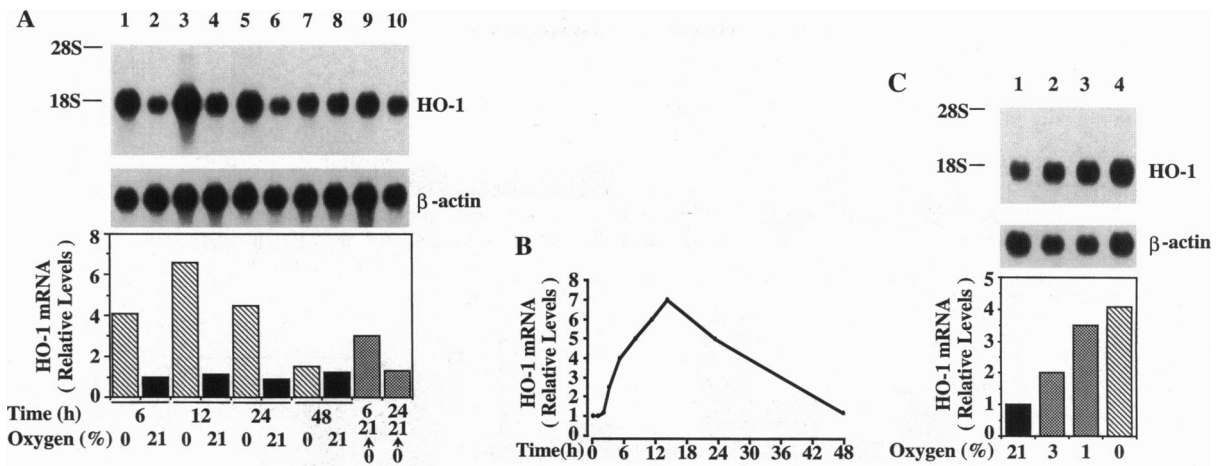 A
1 2 3 4 5 6 7 8 9 10
28S
18S
HO-1
β-actin
HO-1 mRNA
( Relative Levels )
8
6
4
2
0
Time (h) 6 12 24 48 6 24
Oxygen (%) 0 21 0 21 0 21 0 21 21 21
0 0
B
HO-1 mRNA
( Relative Levels )
8
7
6
5
4
3
2
1
0
Time(h) 0 6 12 18 24 30 36 42 48
C
1 2 3 4
28S
18S
HO-1
β-actin
HO-1 mRNA
( Relative Levels )
5
4
3
2
1
0
Oxygen (%) 21 3 1 0